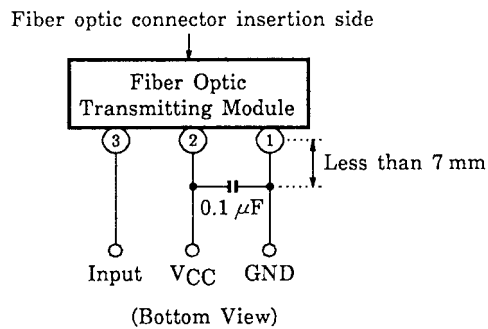 Fiber optic connector insertion side
Fiber Optic
Transmitting Module
3 2 1
Less than 7 mm
0.1 μF
Input VCC GND
(Bottom View)